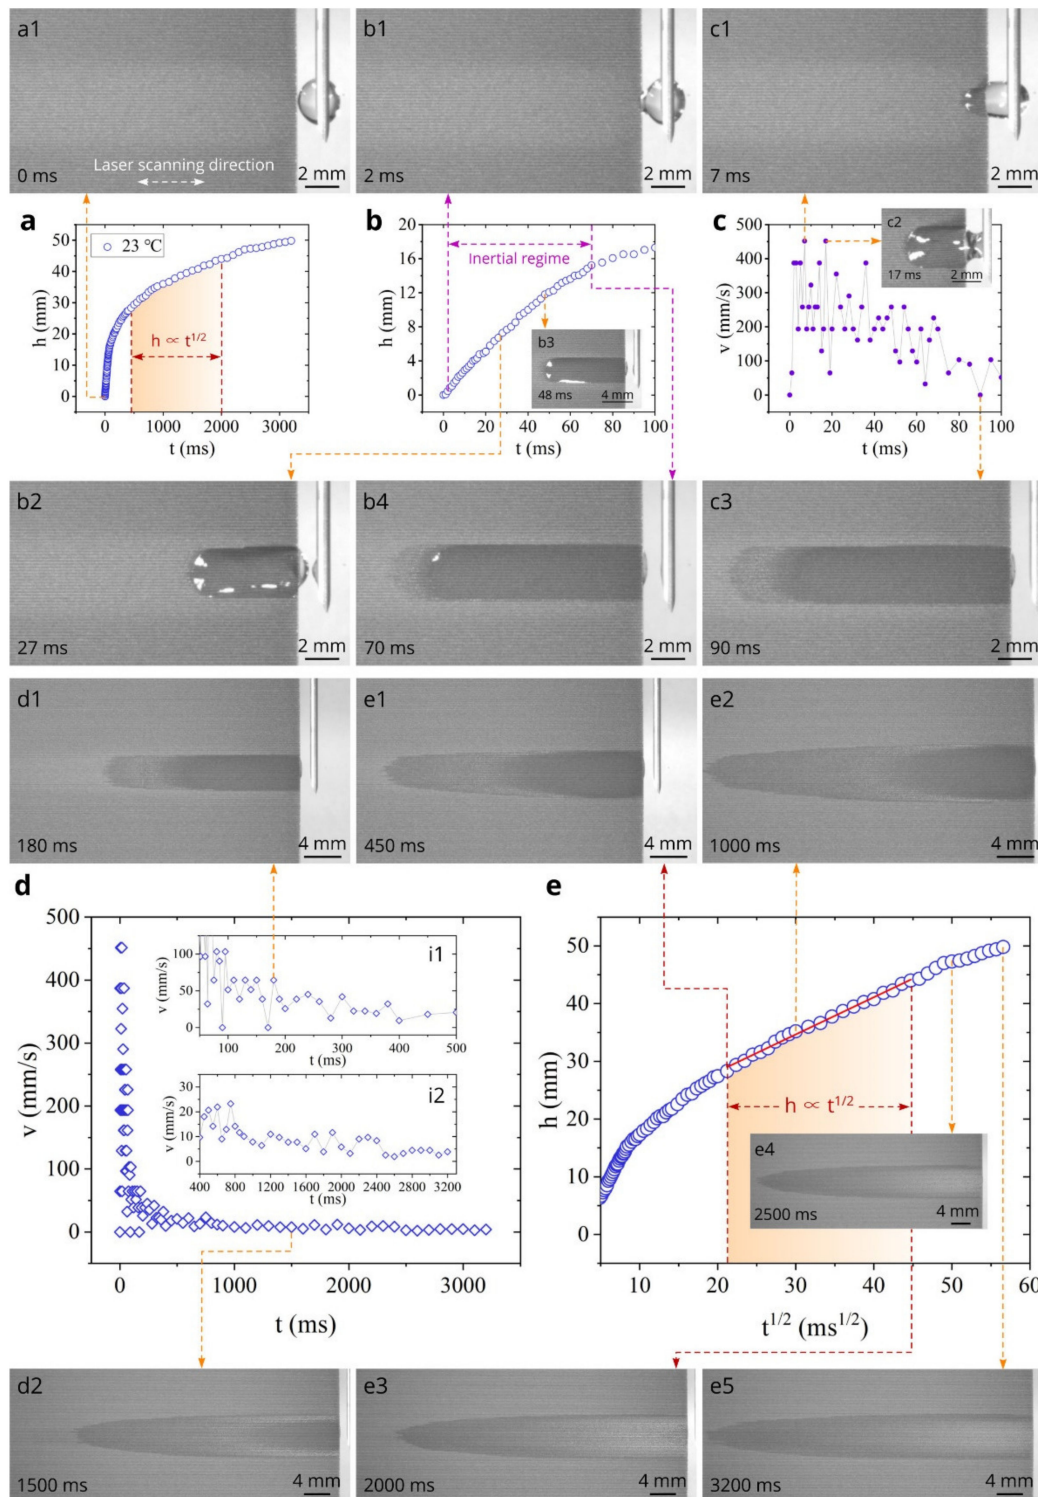 a1
0 ms
Laser scanning direction
2 mm
b1
2 ms
2 mm
c1
7 ms
2 mm
a
h (mm)
50
40
30
20
10
0
23 °C
h ∝ t1/2
0
1000
2000
3000
t (ms)
b
h (mm)
20
16
12
8
4
0
Inertial regime
b3
48 ms
4 mm
0
20
40
60
80
100
t (ms)
c
v (mm/s)
500
400
300
200
100
0
c2
17 ms
2 mm
0
20
40
60
80
100
t (ms)
b2
27 ms
2 mm
b4
70 ms
2 mm
c3
90 ms
2 mm
d1
180 ms
4 mm
e1
450 ms
4 mm
e2
1000 ms
4 mm
d
v (mm/s)
500
400
300
200
100
0
i1
v (mm/s)
100
50
0
100
200
300
400
500
t (ms)
i2
v (mm/s)
30
20
10
0
400
800
1200
1600
2000
2400
2800
3200
t (ms)
0
1000
2000
3000
t (ms)
e
h (mm)
50
40
30
20
10
0
h ∝ t1/2
e4
2500 ms
4 mm
10
20
30
40
50
60
t1/2 (ms1/2)
d2
1500 ms
4 mm
e3
2000 ms
4 mm
e5
3200 ms
4 mm